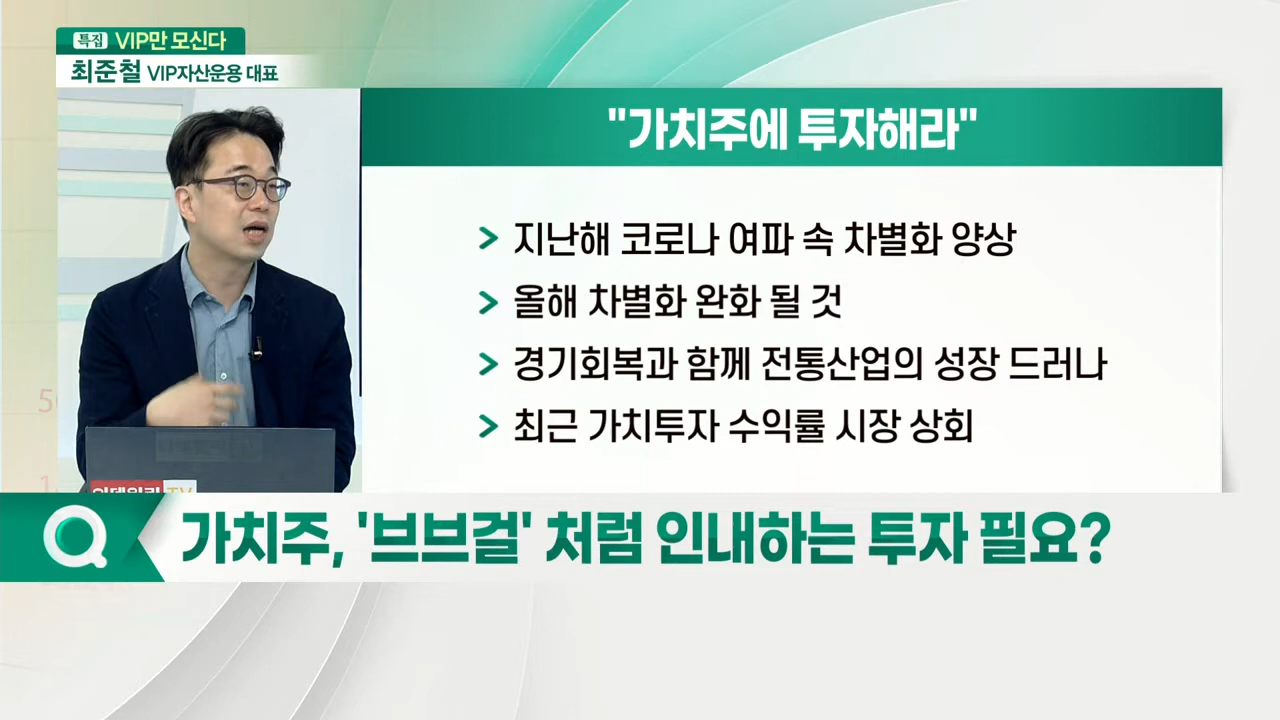 특집 VIP만 모신다
최준철 VIP자산운용 대표
"가치주에 투자해라"
> 지난해 코로나 여파 속 차별화 양상
> 올해 차별화 완화 될 것
> 경기회복과 함께 전통산업의 성장 드러나
> 최근 가치투자 수익률 시장 상회
이데일리 TV
Q 가치주, '브브걸' 처럼 인내하는 투자 필요?